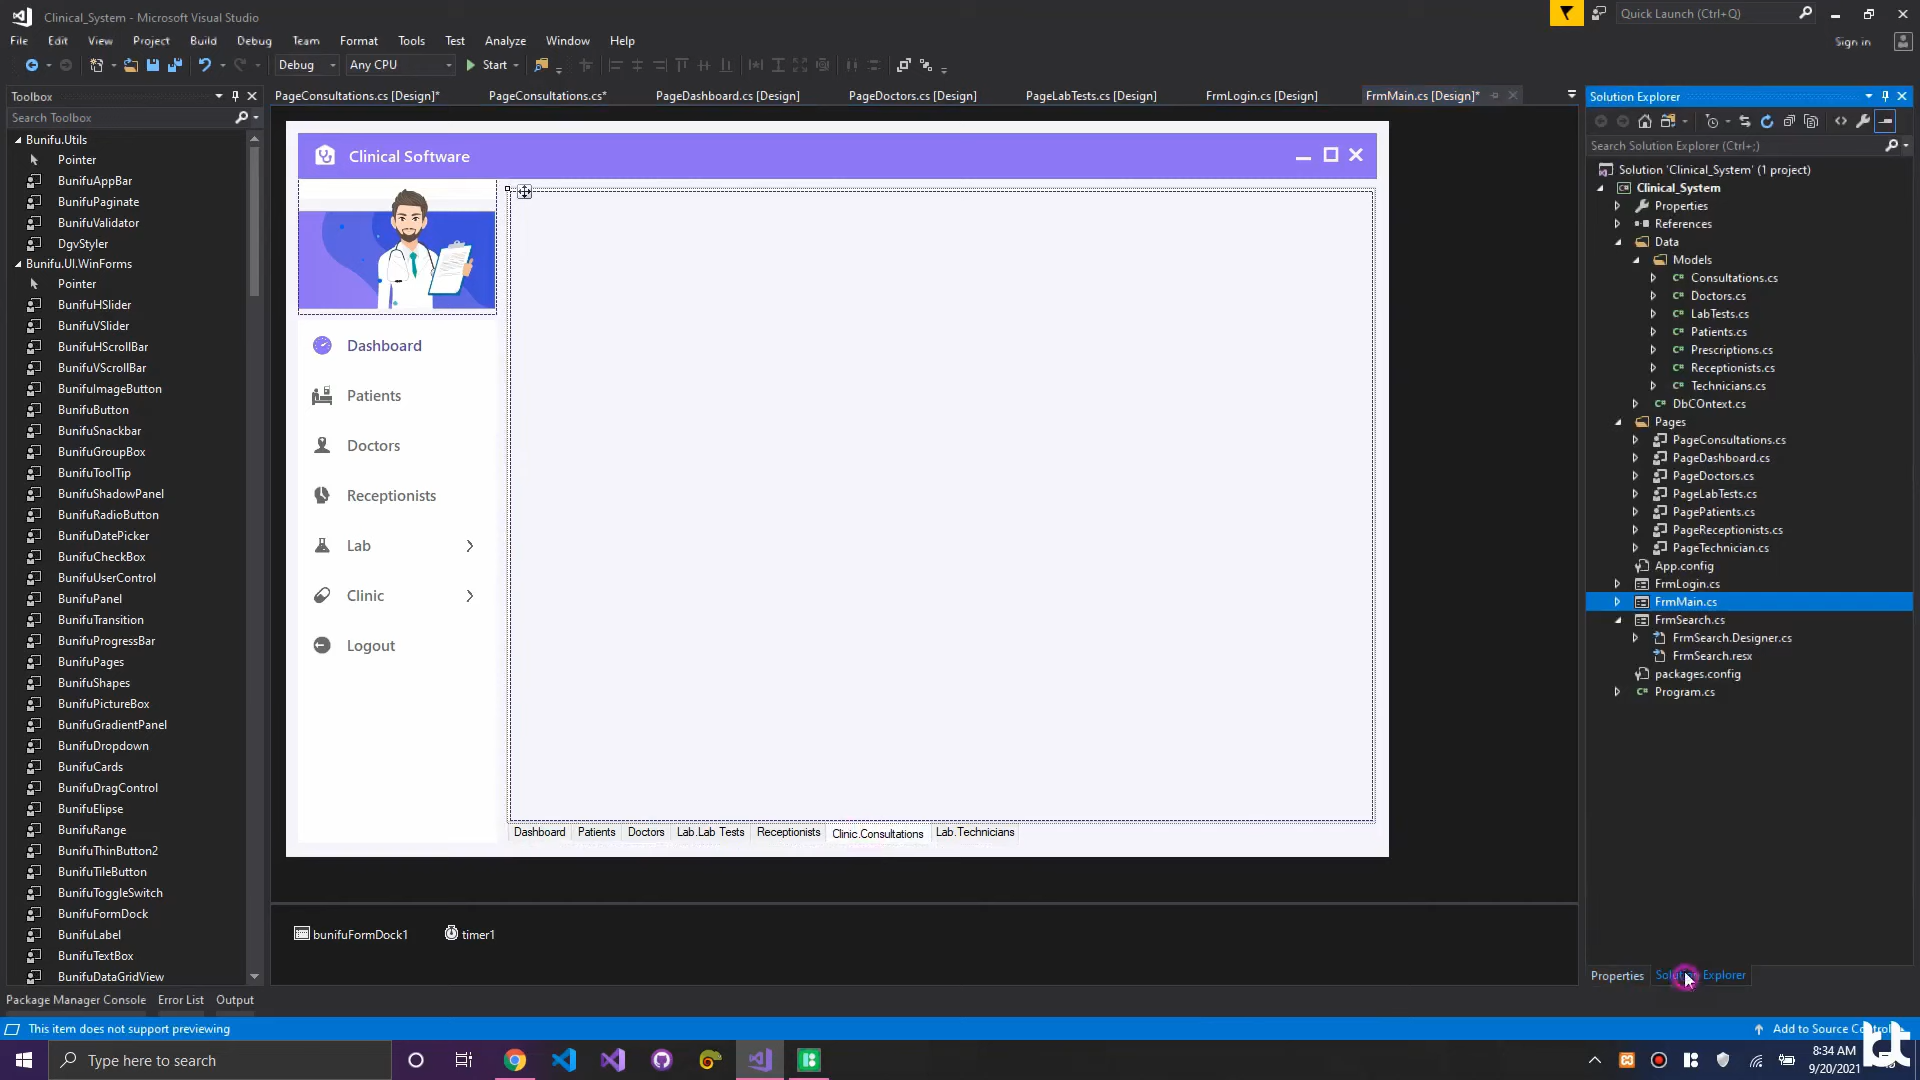 Clinical_System - Microsoft Visual Studio
Quick Launch (Ctrl+Q)
File Edit View Project Build Debug Team Format Tools Test Analyze Window Help
Sign in
Debug Any CPU Start
Toolbox
Search Toolbox
Bunifu.Utils
Pointer
BunifuAppBar
BunifuPaginate
BunifuValidator
DgvStyler
Bunifu.UI.WinForms
Pointer
BunifuHSlider
BunifuVSlider
BunifuHScrollBar
BunifuVScrollBar
BunifuImageButton
BunifuButton
BunifuSnackbar
BunifuGroupBox
BunifuToolTip
BunifuShadowPanel
BunifuRadioButton
BunifuDatePicker
BunifuCheckBox
BunifuUserControl
BunifuPanel
BunifuTransition
BunifuProgressBar
BunifuPages
BunifuShapes
BunifuPictureBox
BunifuGradientPanel
BunifuDropdown
BunifuCards
BunifuDragControl
BunifuElipse
BunifuRange
BunifuThinButton2
BunifuTileButton
BunifuToggleSwitch
BunifuFormDock
BunifuLabel
BunifuTextBox
BunifuDataGridView
PageConsultations.cs [Design]* PageConsultations.cs* PageDashboard.cs [Design] PageDoctors.cs [Design] PageLabTests.cs [Design] FrmLogin.cs [Design] FrmMain.cs [Design]*
Clinical Software
Dashboard
Patients
Doctors
Receptionists
Lab
Clinic
Logout
Dashboard Patients Doctors Lab.Lab Tests Receptionists Clinic.Consultations Lab.Technicians
bunifuFormDock1 timer1
Solution Explorer
Search Solution Explorer (Ctrl+;)
Solution 'Clinical_System' (1 project)
Clinical_System
Properties
References
Data
Models
Consultations.cs
Doctors.cs
LabTests.cs
Patients.cs
Prescriptions.cs
Receptionists.cs
Technicians.cs
DbCOntext.cs
Pages
PageConsultations.cs
PageDashboard.cs
PageDoctors.cs
PageLabTests.cs
PagePatients.cs
PageReceptionists.cs
PageTechnician.cs
App.config
FrmLogin.cs
FrmMain.cs
FrmSearch.cs
FrmSearch.Designer.cs
FrmSearch.resx
packages.config
Program.cs
Properties Solution Explorer
Package Manager Console Error List Output
This item does not support previewing
Add to Source Control
Type here to search
8:34 AM
9/20/2021